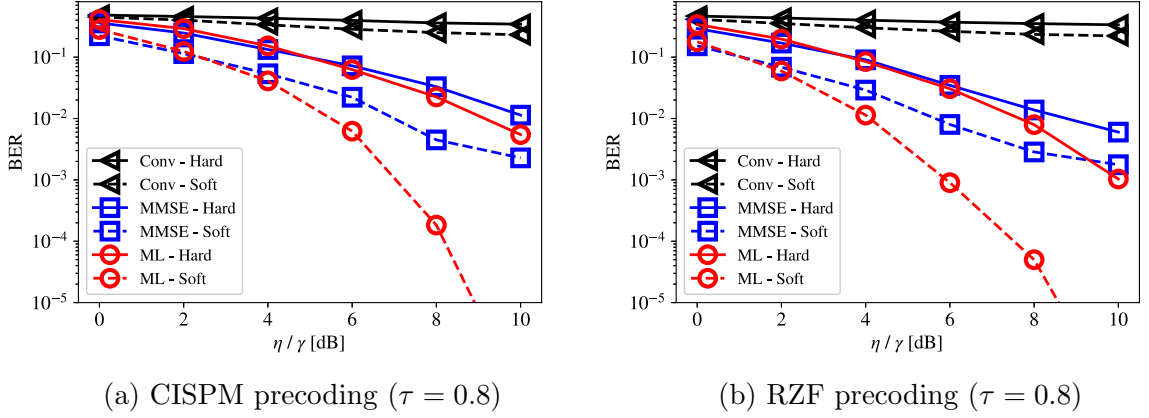 10⁻¹
10⁻²
10⁻³
10⁻⁴
10⁻⁵
BER
Conv - Hard
Conv - Soft
MMSE - Hard
MMSE - Soft
ML - Hard
ML - Soft
0 2 4 6 8 10
η / γ [dB]
(a) CISPM precoding (τ = 0.8)
10⁻¹
10⁻²
10⁻³
10⁻⁴
10⁻⁵
BER
Conv - Hard
Conv - Soft
MMSE - Hard
MMSE - Soft
ML - Hard
ML - Soft
0 2 4 6 8 10
η / γ [dB]
(b) RZF precoding (τ = 0.8)